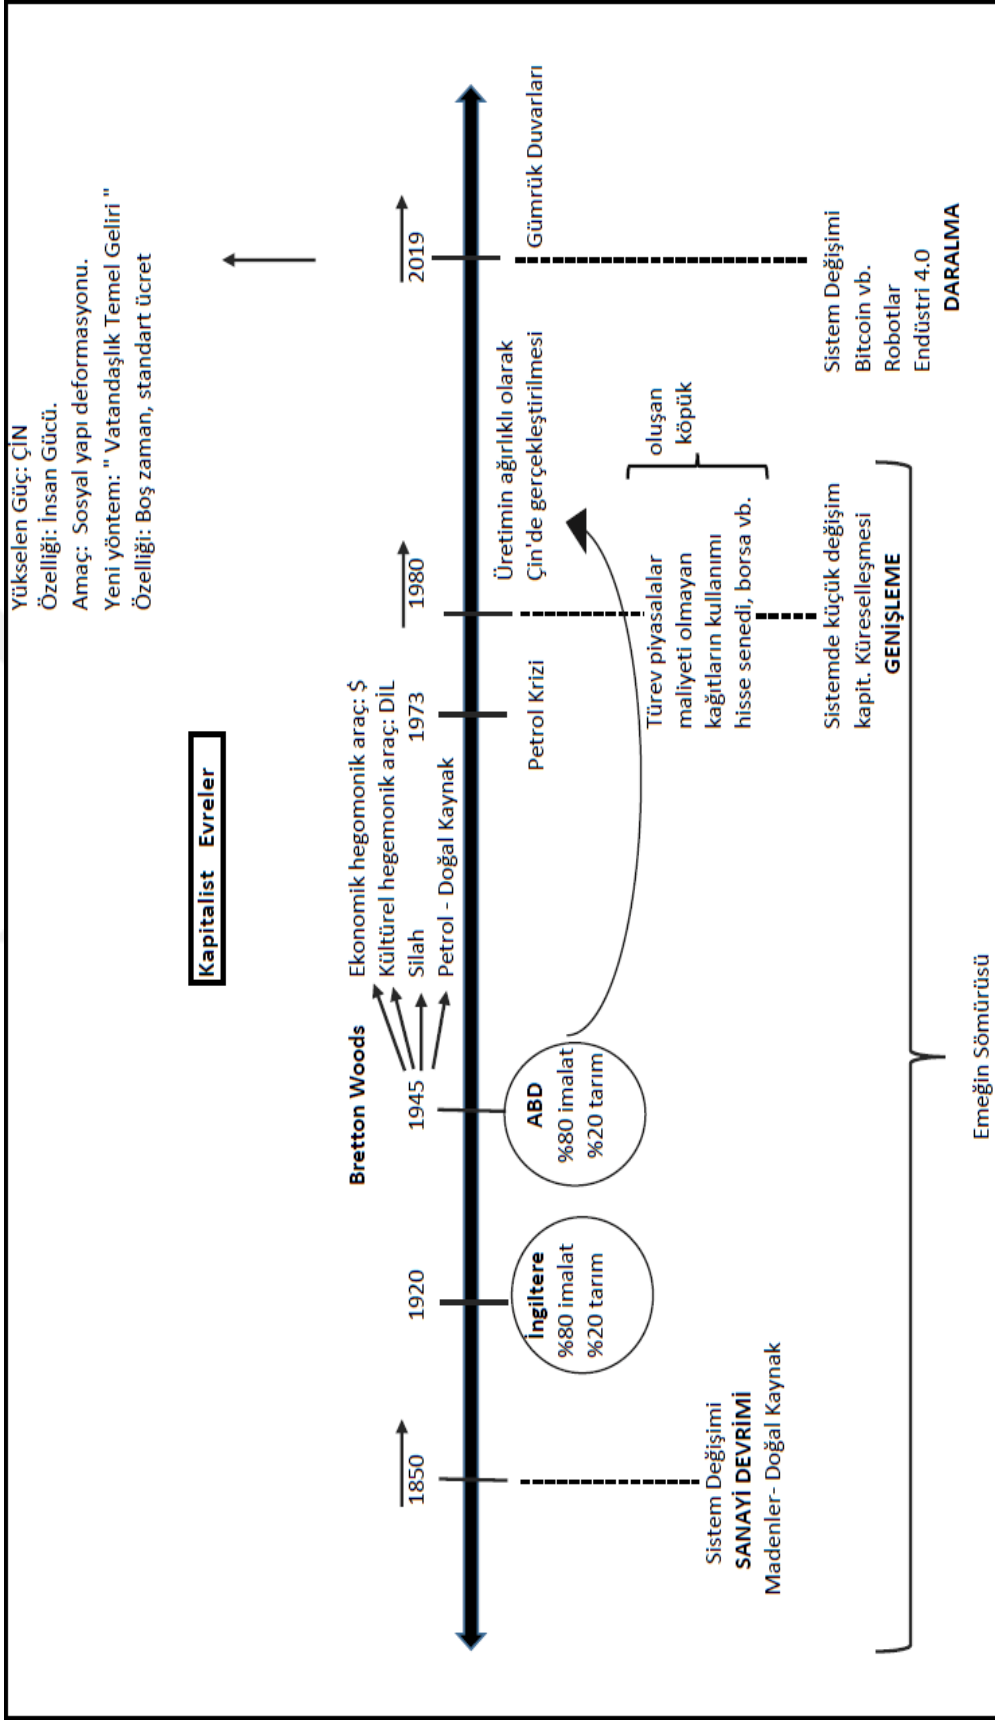 Kapitalist Evreler
Yükselen Güç: ÇİN
Özelliği: İnsan Gücü.
Amaç: Sosyal yapı deformasyonu.
Yeni yöntem: " Vatandaşlık Temel Geliri "
Özelliği: Boş zaman, standart ücret
Bretton Woods
Ekonomik hegomonik araç: $
Kültürel hegemonik araç: DİL
Silah
Petrol - Doğal Kaynak
1850
1920
1945
1973
1980
2019
İngiltere
%80 imalat
%20 tarım
ABD
%80 imalat
%20 tarım
Petrol Krizi
Üretimin ağırlıklı olarak
Çin'de gerçekleştirilmesi
Gümrük Duvarları
Sistem Değişimi
SANAYİ DEVRİMİ
Madenler- Doğal Kaynak
Türev piyasalalar
maliyeti olmayan
kağıtların kullanımı
hisse senedi, borsa vb.
oluşan
köpük
Sistemde küçük değişim
kapit. Küreselleşmesi
GENİŞLEME
Sistem Değişimi
Bitcoin vb.
Robotlar
Endüstri 4.0
DARALMA
Emeğin Sömürüsü